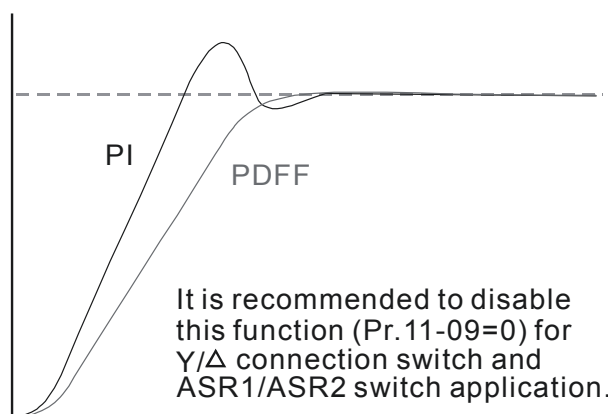 PI
PDFF
It is recommended to disable
this function (Pr.11-09=0) for
Y/Δ connection switch and
ASR1/ASR2 switch application.